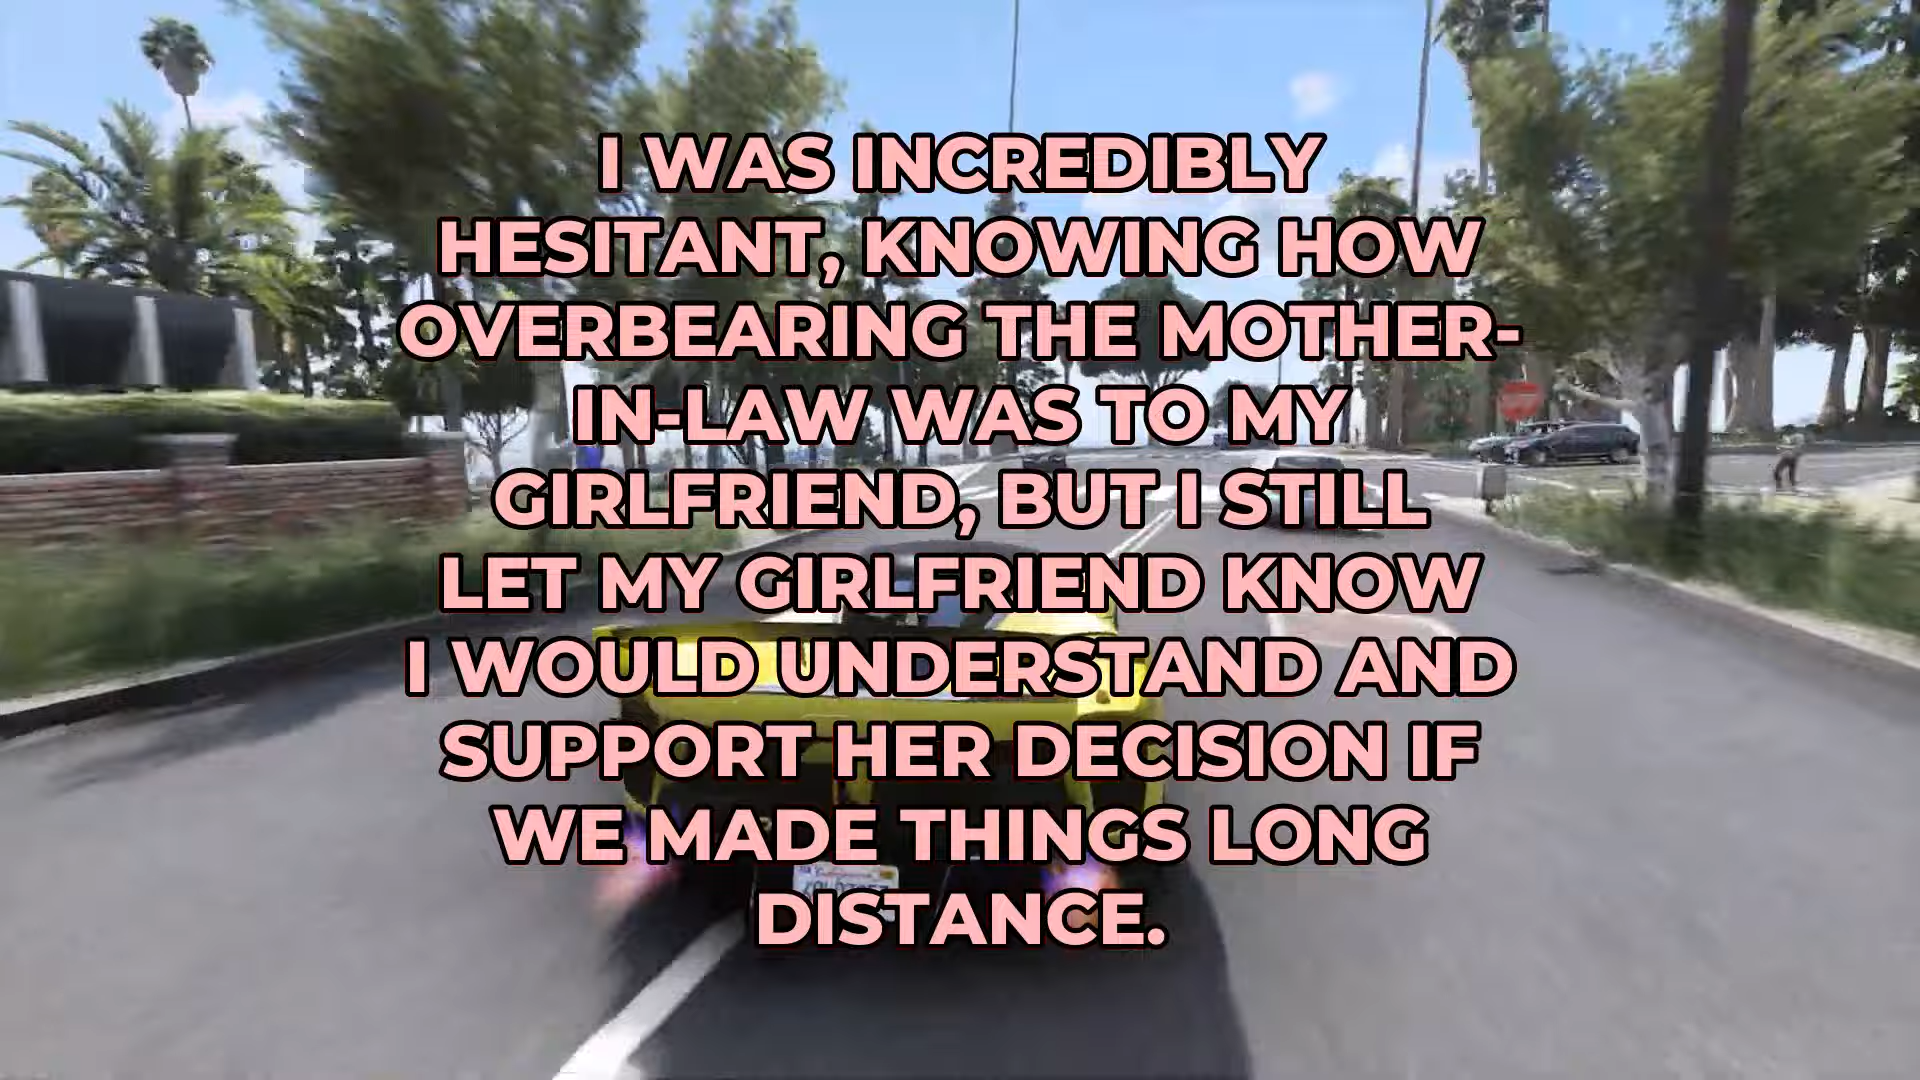 I WAS INCREDIBLY
HESITANT, KNOWING HOW
OVERBEARING THE MOTHER-
IN-LAW WAS TO MY
GIRLFRIEND, BUT I STILL
LET MY GIRLFRIEND KNOW
I WOULD UNDERSTAND AND
SUPPORT HER DECISION IF
WE MADE THINGS LONG
DISTANCE.